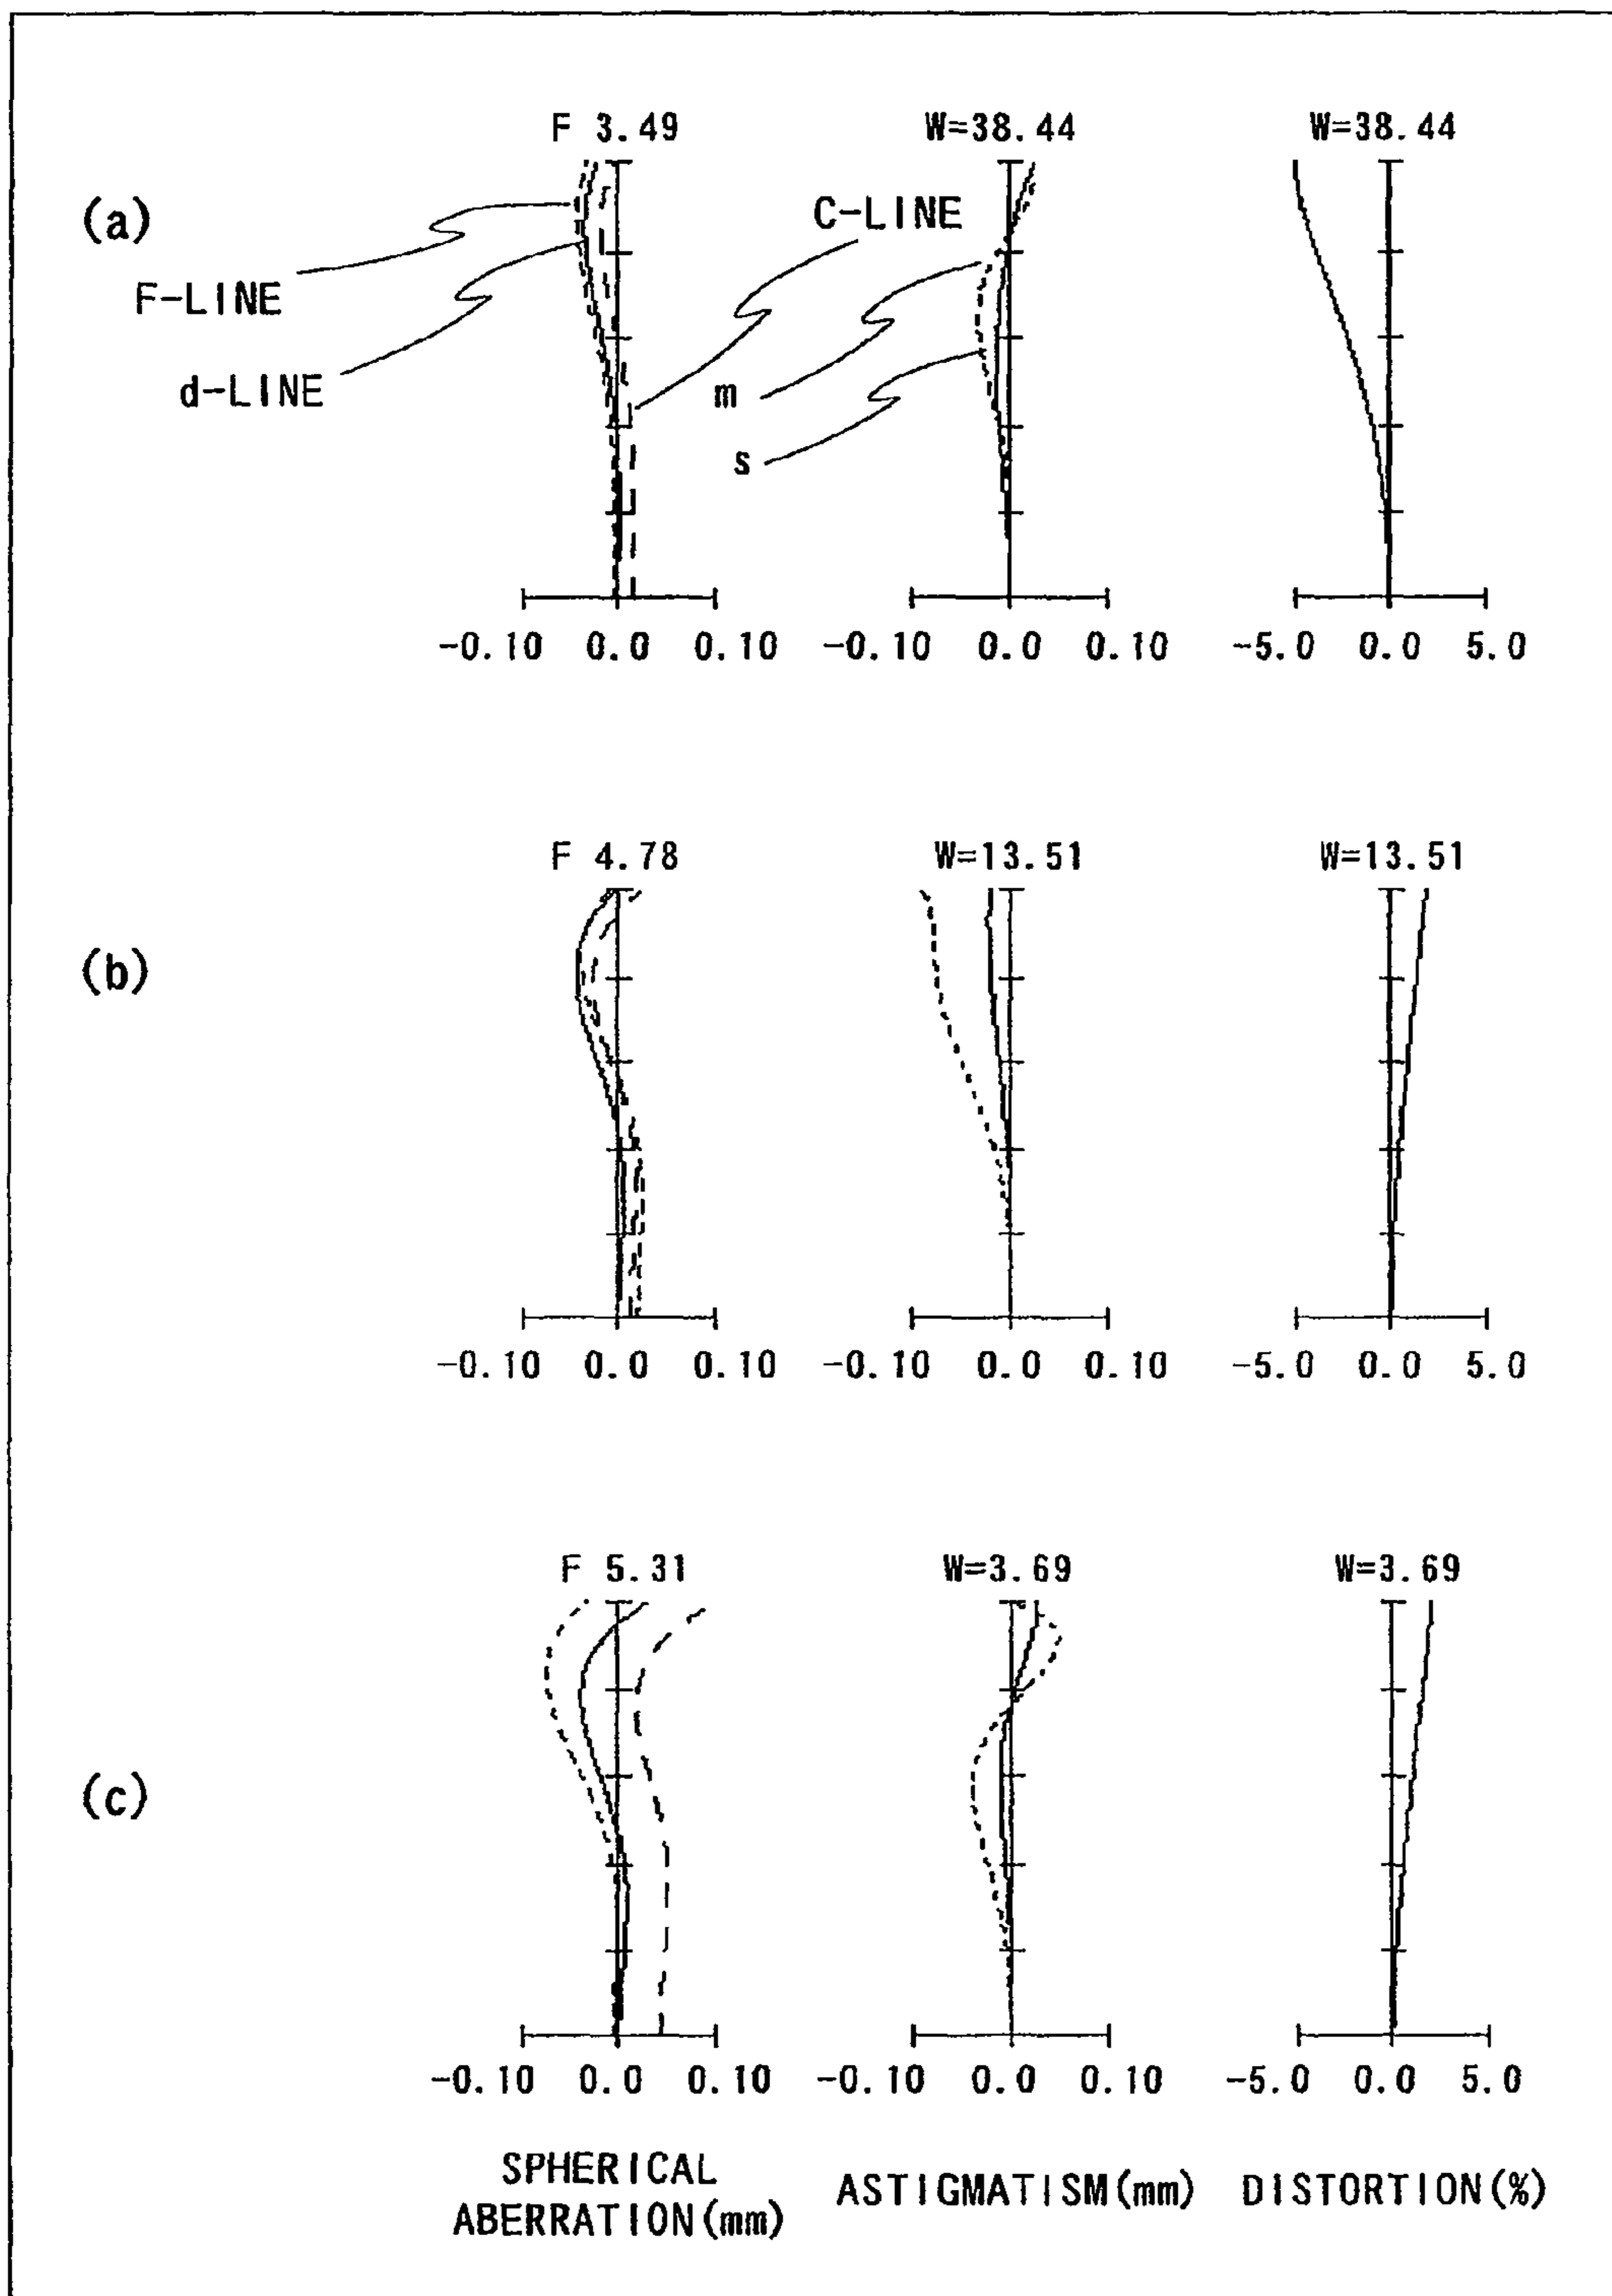 F 3.49
W=38.44
W=38.44
(a)
C-LINE
F-LINE
d-LINE
m
s
-0.10 0.0 0.10
-0.10 0.0 0.10
-5.0 0.0 5.0
F 4.78
W=13.51
W=13.51
(b)
-0.10 0.0 0.10
-0.10 0.0 0.10
-5.0 0.0 5.0
F 5.31
W=3.69
W=3.69
(c)
-0.10 0.0 0.10
-0.10 0.0 0.10
-5.0 0.0 5.0
SPHERICAL
ABERRATION(mm)
ASTIGMATISM(mm)
DISTORTION(%)